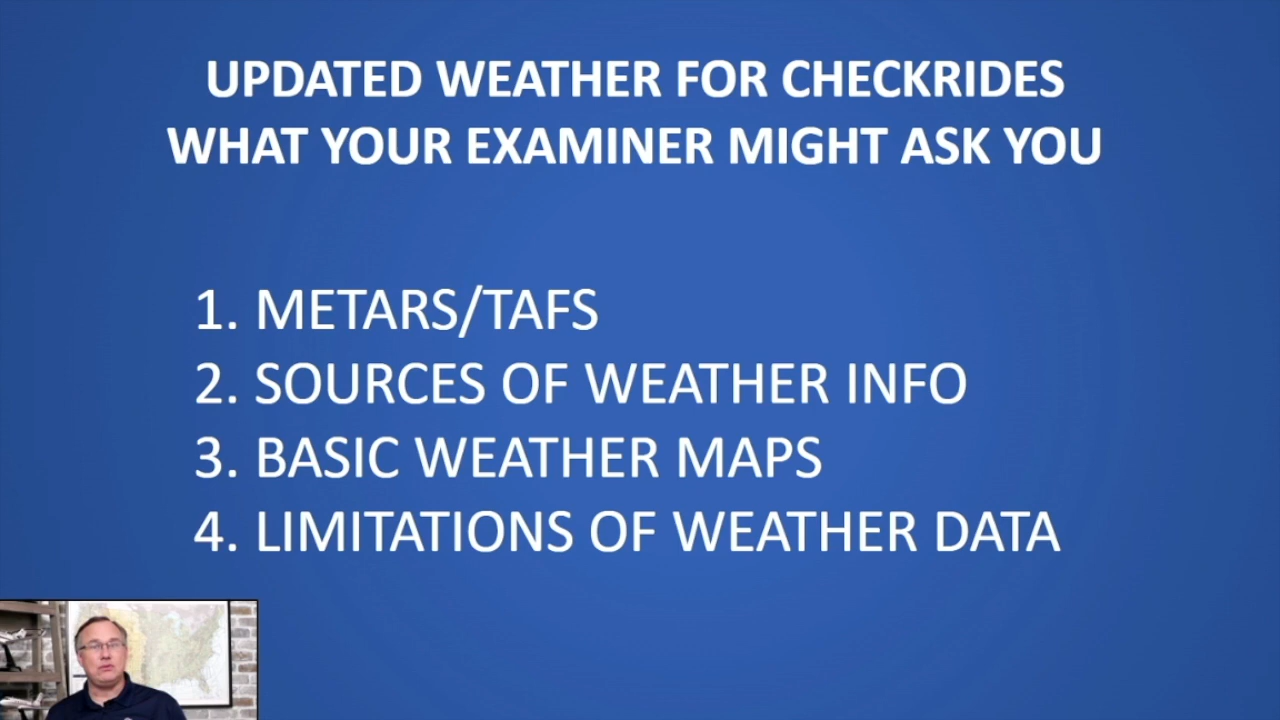 UPDATED WEATHER FOR CHECKRIDES
WHAT YOUR EXAMINER MIGHT ASK YOU
1. METARS/TAFS
2. SOURCES OF WEATHER INFO
3. BASIC WEATHER MAPS
4. LIMITATIONS OF WEATHER DATA